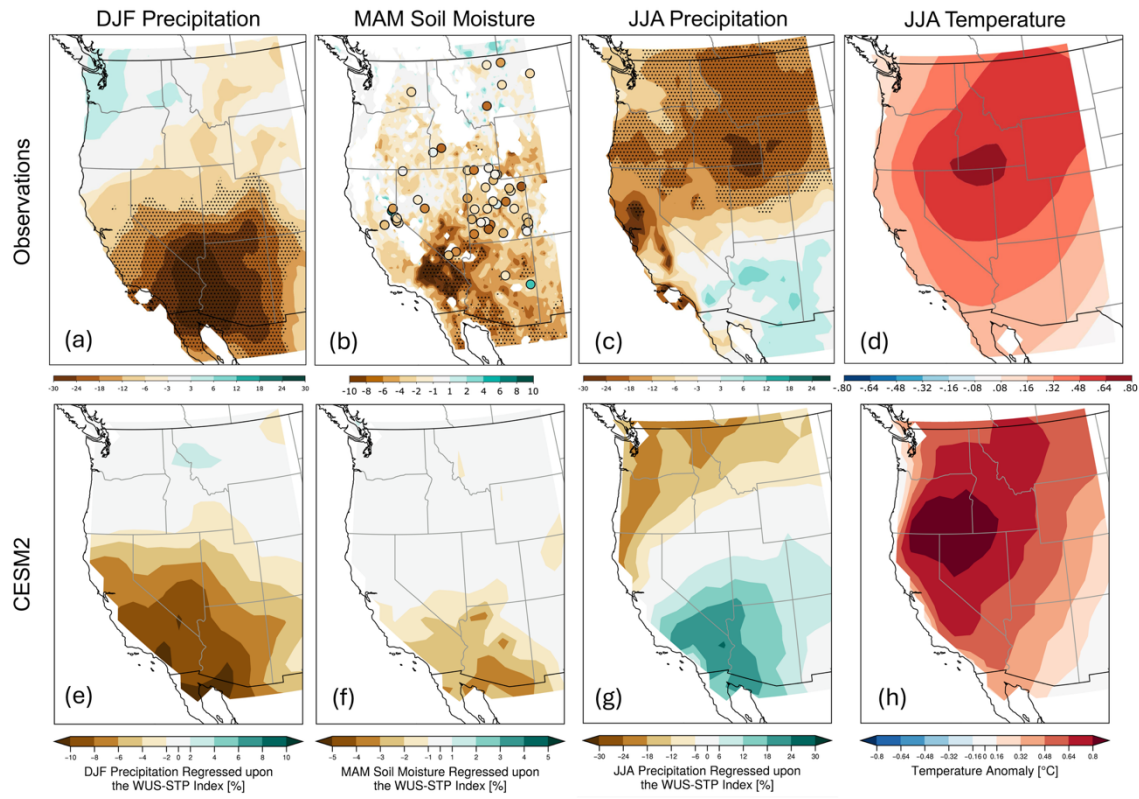 DJF Precipitation MAM Soil Moisture JJA Precipitation JJA Temperature
Observations
(a) (b) (c) (d)
-30 -24 -18 -12 -6 -3 3 6 12 18 24 30
-10 -8 -6 -4 -2 -1 1 2 4 6 8 10
-30 -24 -18 -12 -6 -3 3 6 12 18 24 30
-.80 -.64 -.48 -.32 -.16 .08 .16 .32 .48 .64 .80
CESM2
(e) (f) (g) (h)
-10 -8 -6 -4 -2 0 2 4 6 8 10
DJF Precipitation Regressed upon
the WUS-STP Index [%]
-5 -4 -3 -2 -1 0 1 2 3 4 5
MAM Soil Moisture Regressed upon
the WUS-STP Index [%]
-30 -24 -18 -12 -6 -3 0 3 6 12 18 24 30
JJA Precipitation Regressed upon
the WUS-STP Index [%]
-0.8 -0.64 -0.48 -0.32 -0.16 0 0.16 0.32 0.48 0.64 0.8
Temperature Anomaly [°C]